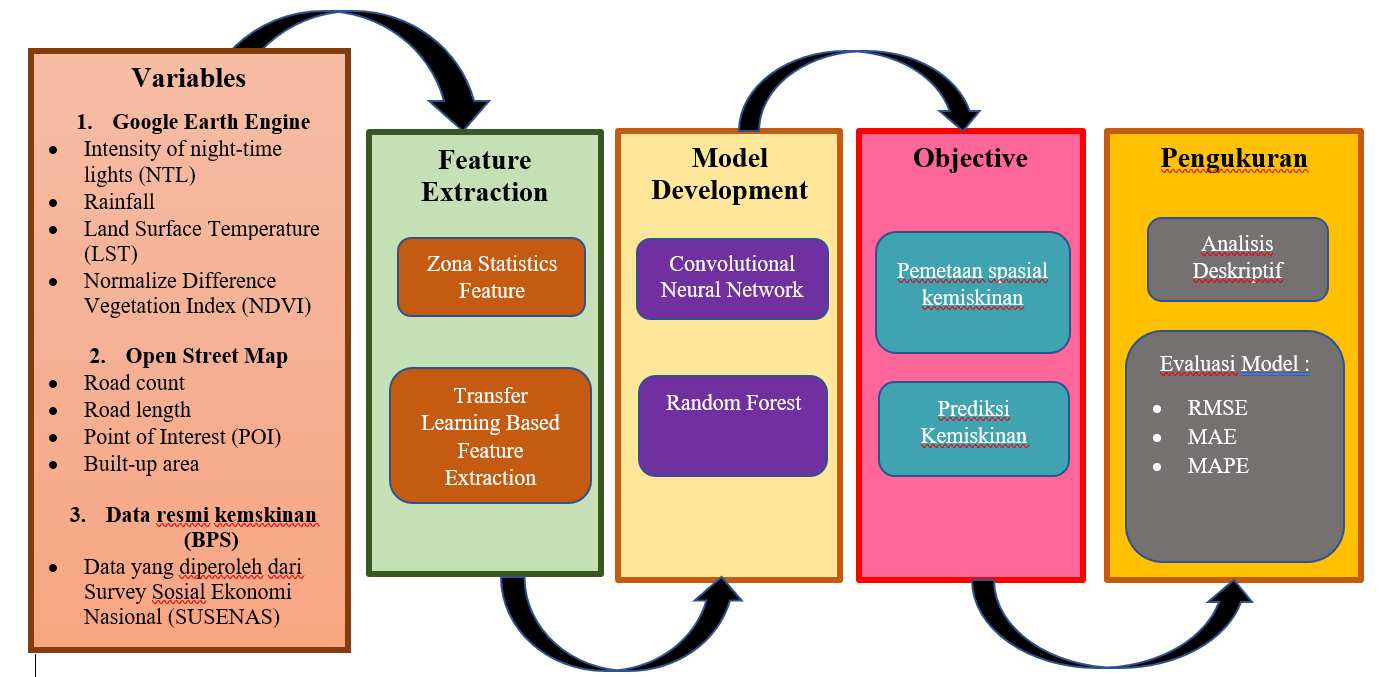 Variables
1. Google Earth Engine
• Intensity of night-time
lights (NTL)
• Rainfall
• Land Surface Temperature
(LST)
• Normalize Difference
Vegetation Index (NDVI)
2. Open Street Map
• Road count
• Road length
• Point of Interest (POI)
• Built-up area
3. Data resmi kemskinan
(BPS)
• Data yang diperoleh dari
Survey Sosial Ekonomi
Nasional (SUSENAS)
Feature
Extraction
Zona Statistics
Feature
Transfer
Learning Based
Feature
Extraction
Model
Development
Convolutional
Neural Network
Random Forest
Objective
Pemetaan spasial
kemiskinan
Prediksi
Kemiskinan
Pengukuran
Analisis
Deskriptif
Evaluasi Model :
• RMSE
• MAE
• MAPE